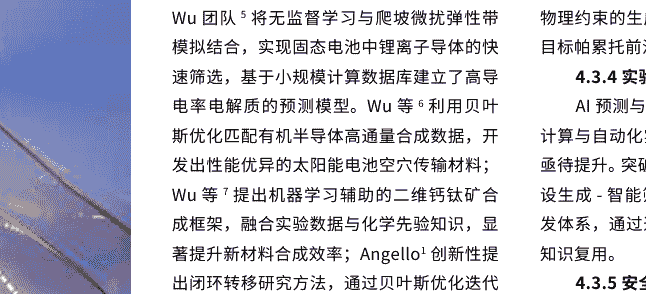 Wu 团队 ⁵ 将无监督学习与爬坡微扰弹性带
模拟结合，实现固态电池中锂离子导体的快
速筛选，基于小规模计算数据库建立了高导
电率电解质的预测模型。Wu 等 ⁶ 利用贝叶
斯优化匹配有机半导体高通量合成数据，开
发出性能优异的太阳能电池空穴传输材料；
Wu 等 ⁷ 提出机器学习辅助的二维钙钛矿合
成框架，融合实验数据与化学先验知识，显
著提升新材料合成效率；Angello¹ 创新性提
出闭环转移研究方法，通过贝叶斯优化迭代
物理约束的生
目标帕累托前
4.3.4 实
AI 预测与
计算与自动化
亟待提升。突破
设生成 - 智能
发体系，通过
知识复用。
4.3.5 安